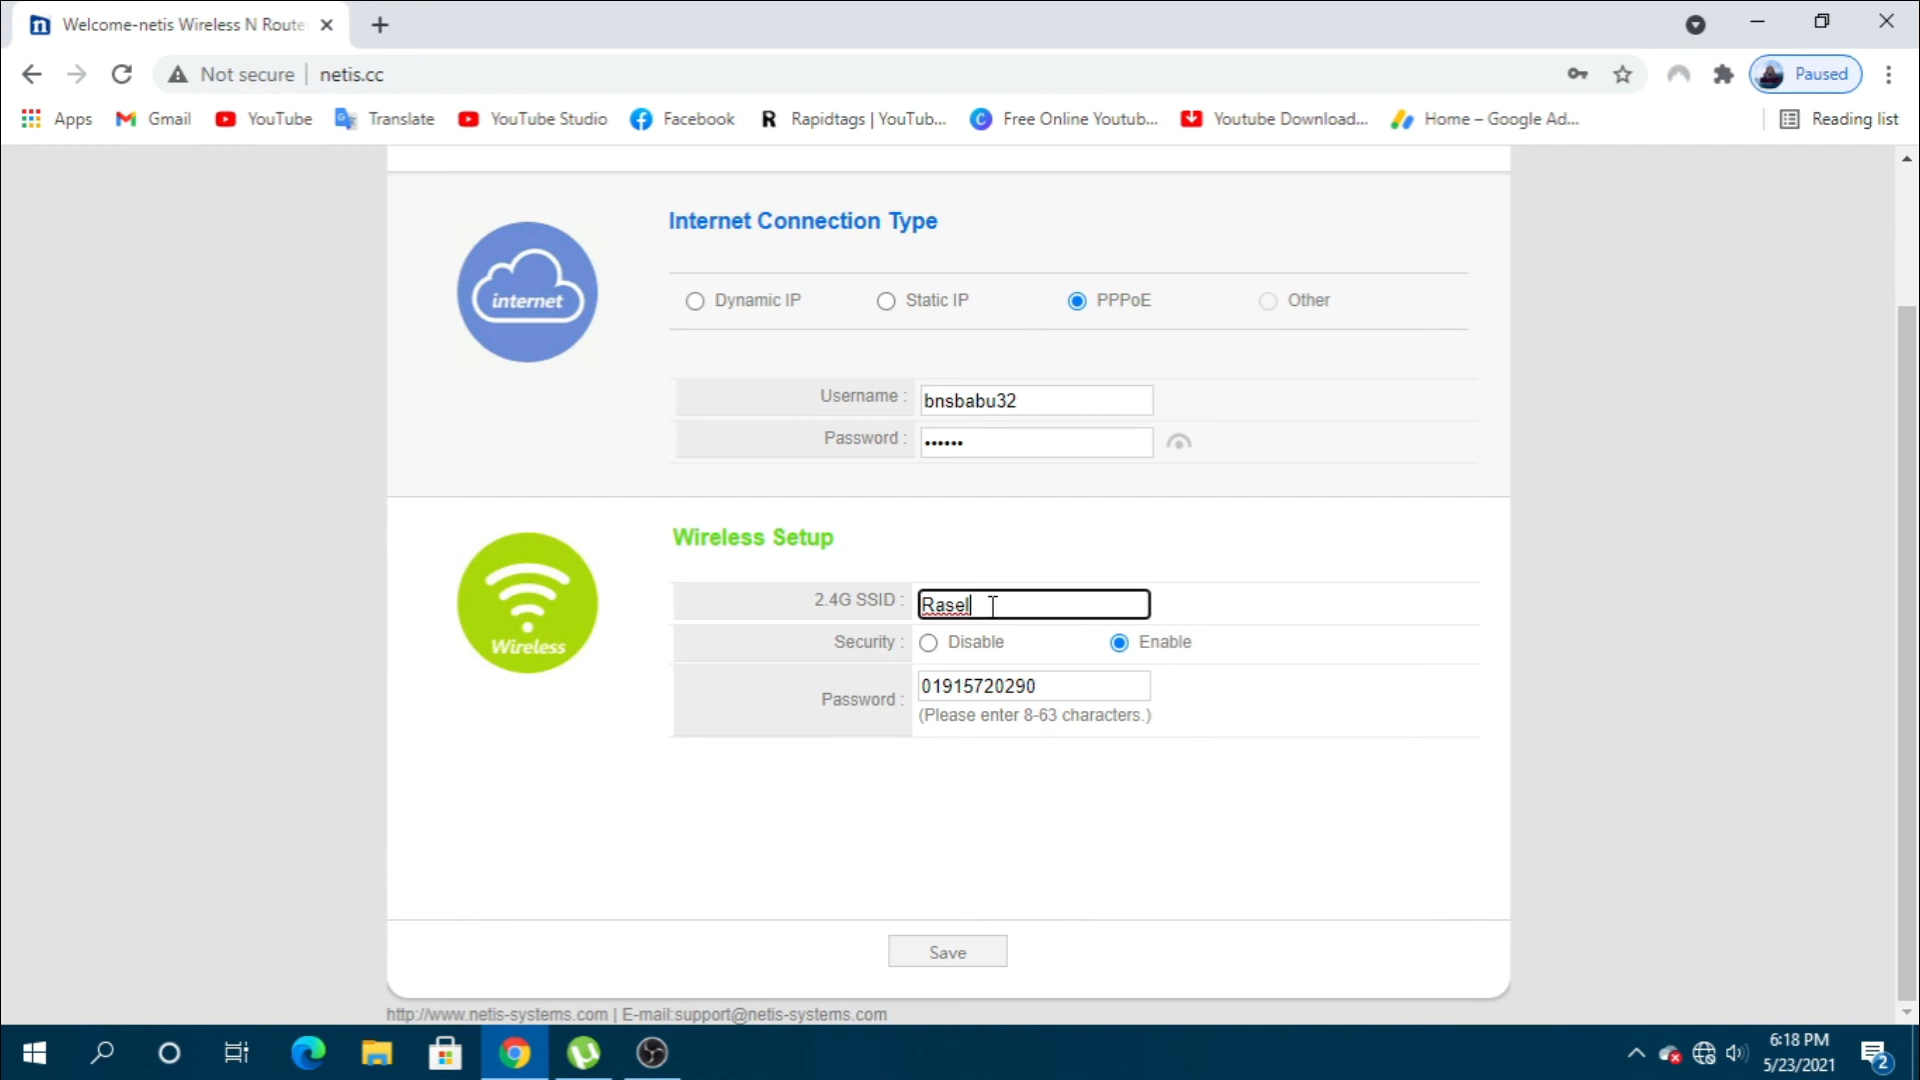 Welcome-netis Wireless N Route
Not secure netis.cc Paused
Apps Gmail YouTube Translate YouTube Studio Facebook Rapidtags | YouTub... Free Online Youtub... Youtube Download... Home – Google Ad... Reading list
Internet Connection Type
internet
Dynamic IP Static IP PPPoE Other
Username : bnsbabu32
Password : ••••••
Wireless Setup
Wireless
2.4G SSID : Rasel
Security : Disable Enable
Password : 01915720290
(Please enter 8-63 characters.)
Save
http://www.netis-systems.com | E-mail:support@netis-systems.com
6:18 PM
5/23/2021
2